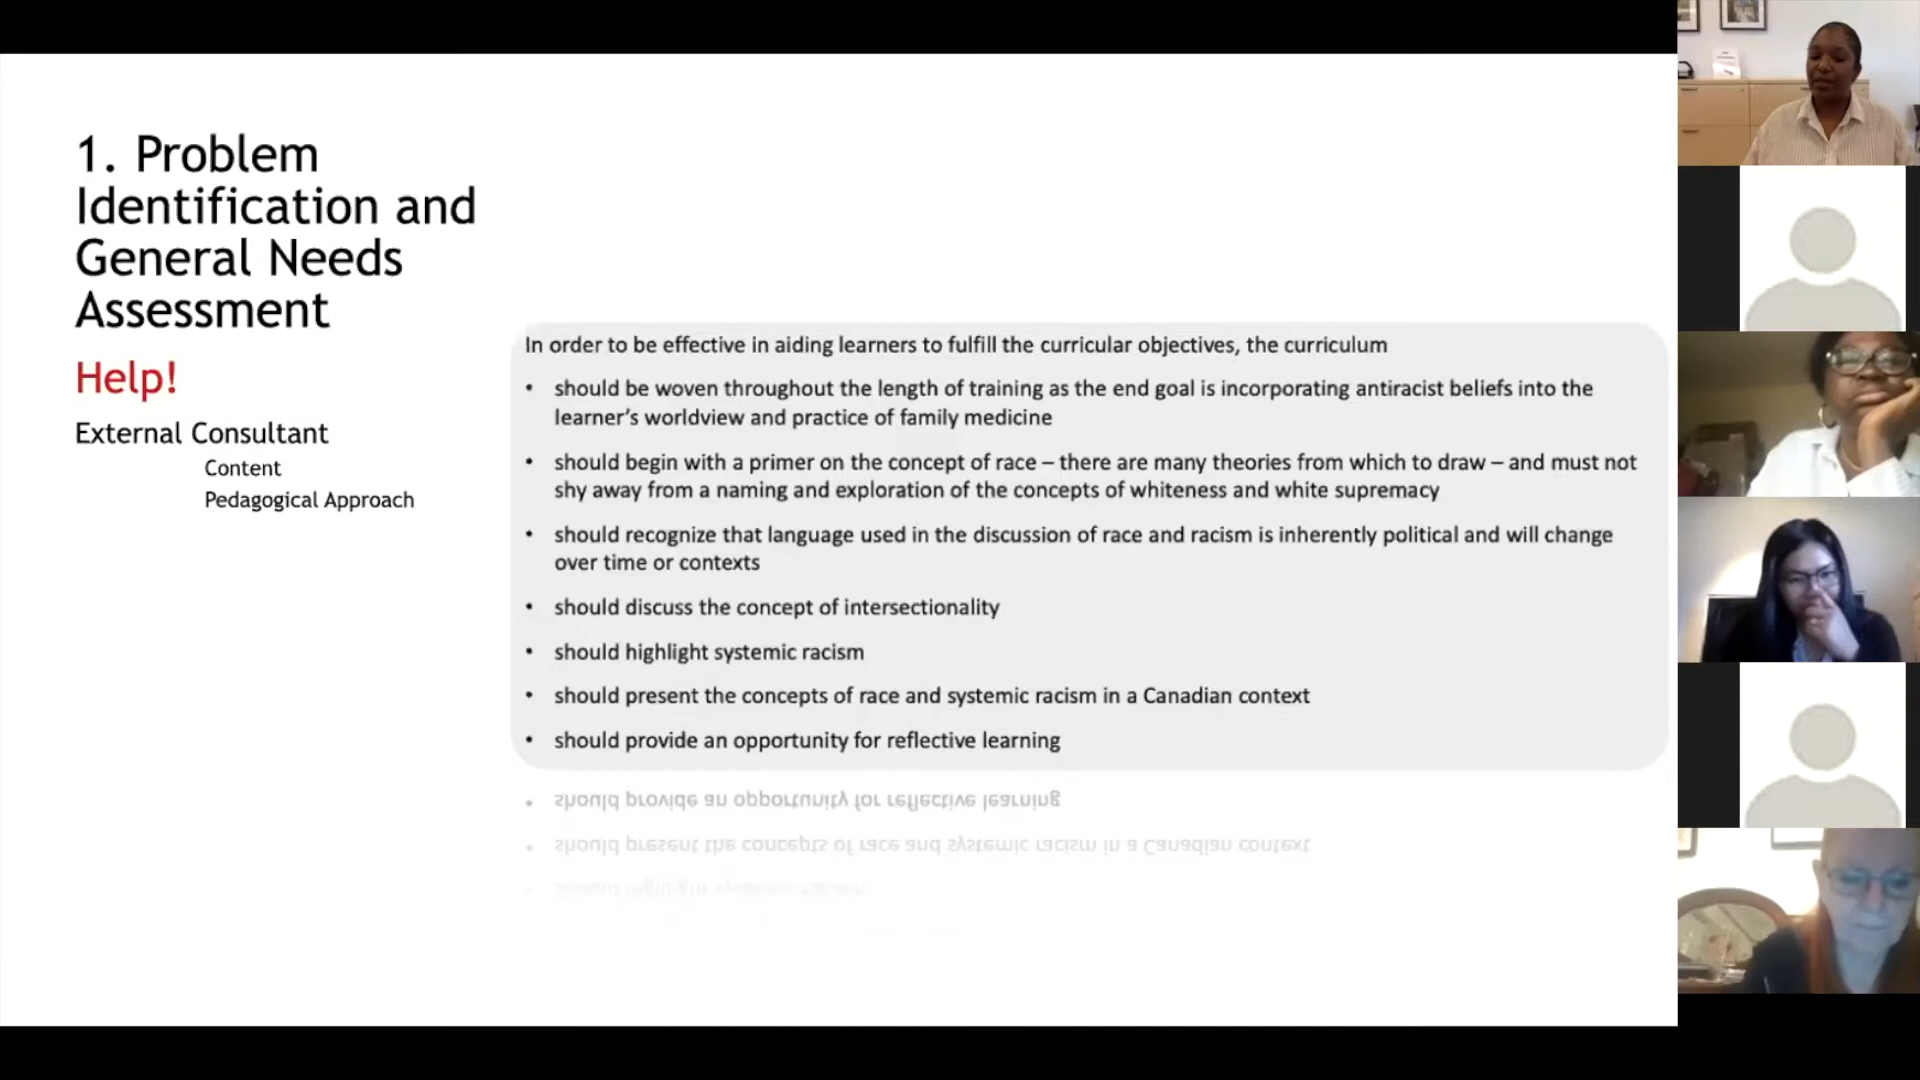 1. Problem
Identification and
General Needs
Assessment
Help!
External Consultant
Content
Pedagogical Approach
In order to be effective in aiding learners to fulfill the curricular objectives, the curriculum
• should be woven throughout the length of training as the end goal is incorporating antiracist beliefs into the
learner’s worldview and practice of family medicine
• should begin with a primer on the concept of race – there are many theories from which to draw – and must not
shy away from a naming and exploration of the concepts of whiteness and white supremacy
• should recognize that language used in the discussion of race and racism is inherently political and will change
over time or contexts
• should discuss the concept of intersectionality
• should highlight systemic racism
• should present the concepts of race and systemic racism in a Canadian context
• should provide an opportunity for reflective learning